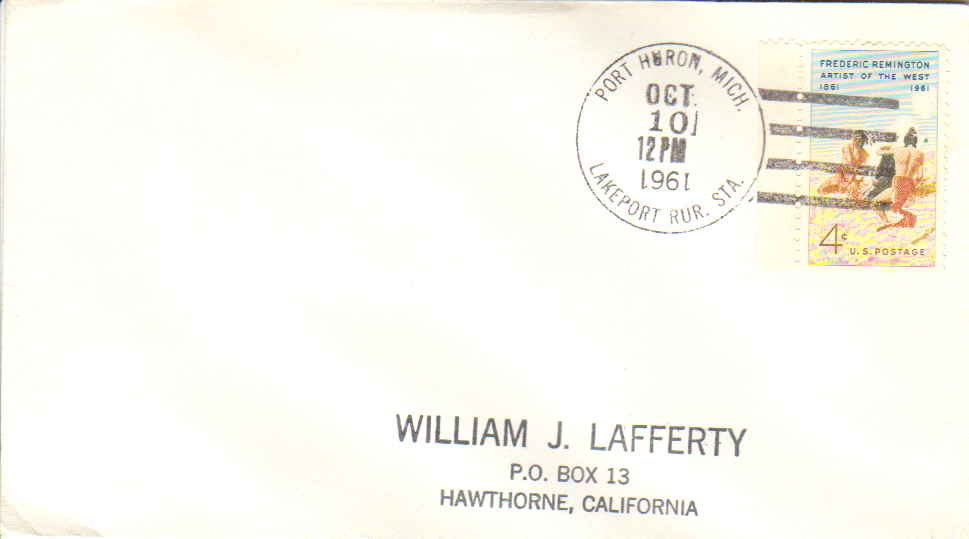 PORT HURON, MICH.
OCT
10
12 PM
1961
LAKEPORT RUR. STA.
FREDERIC REMINGTON
ARTIST OF THE WEST
1861 1961
4¢
U.S. POSTAGE
WILLIAM J. LAFFERTY
P.O. BOX 13
HAWTHORNE, CALIFORNIA